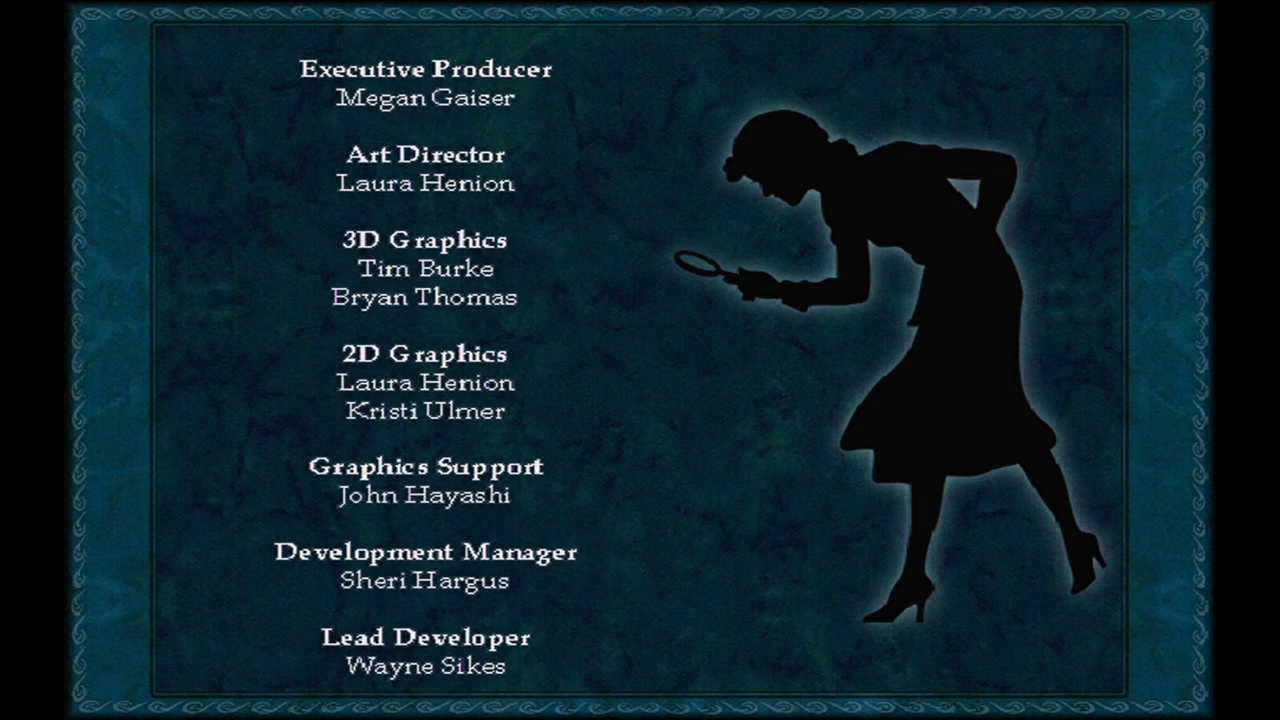 Executive Producer
Megan Gaiser
Art Director
Laura Henion
3D Graphics
Tim Burke
Bryan Thomas
2D Graphics
Laura Henion
Kristi Ulmer
Graphics Support
John Hayashi
Development Manager
Sheri Hargus
Lead Developer
Wayne Sikes